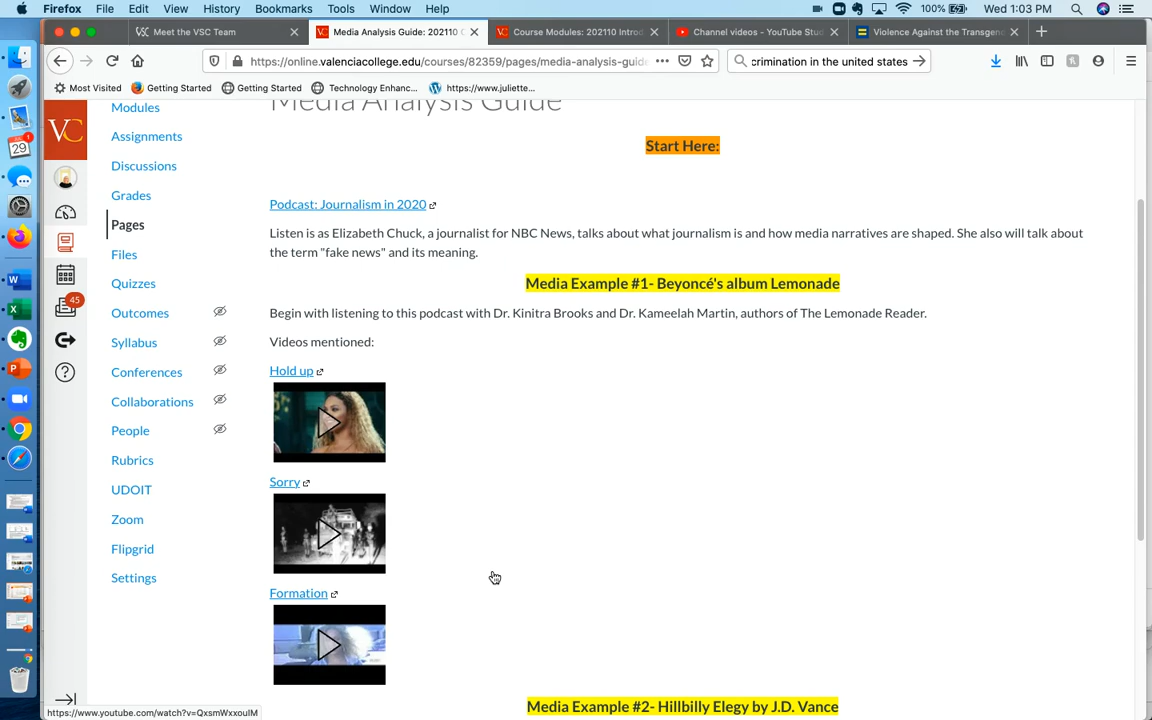 Firefox File Edit View History Bookmarks Tools Window Help 100% Wed 1:03 PM
Meet the VSC Team
Media Analysis Guide: 202110
Course Modules: 202110 Introd
Channel videos - YouTube Stud
Violence Against the Transgen
https://online.valenciacollege.edu/courses/82359/pages/media-analysis-guide
crimination in the united states
Most Visited Getting Started Getting Started Technology Enhanc... https://www.juliette...
29
1
VC
45
Modules
Assignments
Discussions
Grades
Pages
Files
Quizzes
Outcomes
Syllabus
Conferences
Collaborations
People
Rubrics
UDOIT
Zoom
Flipgrid
Settings
Media Analysis Guide
Start Here:
Podcast: Journalism in 2020
Listen is as Elizabeth Chuck, a journalist for NBC News, talks about what journalism is and how media narratives are shaped. She also will talk about
the term "fake news" and its meaning.
Media Example #1- Beyoncé's album Lemonade
Begin with listening to this podcast with Dr. Kinitra Brooks and Dr. Kameelah Martin, authors of The Lemonade Reader.
Videos mentioned:
Hold up
Sorry
Formation
Media Example #2- Hillbilly Elegy by J.D. Vance
https://www.youtube.com/watch?v=QxsmWxxouIM